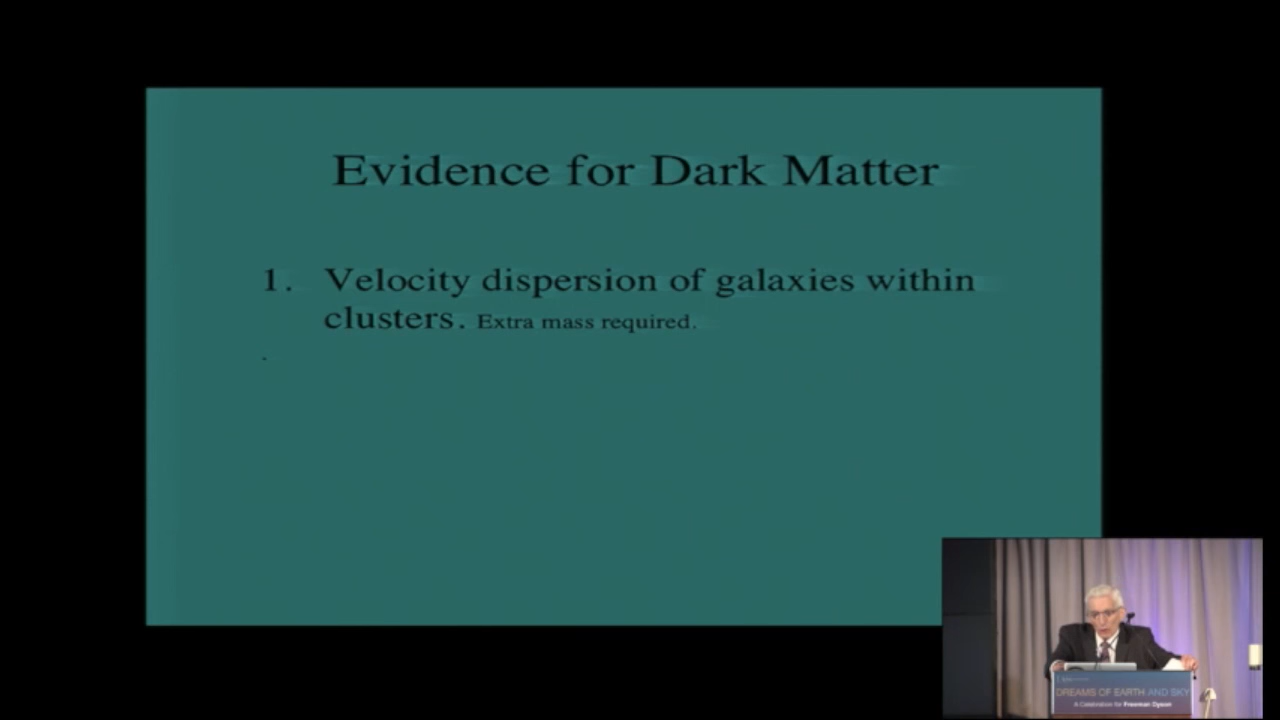 Evidence for Dark Matter
1. Velocity dispersion of galaxies within
clusters. Extra mass required.
DREAMS OF EARTH AND SKY
A Celebration for Freeman Dyson